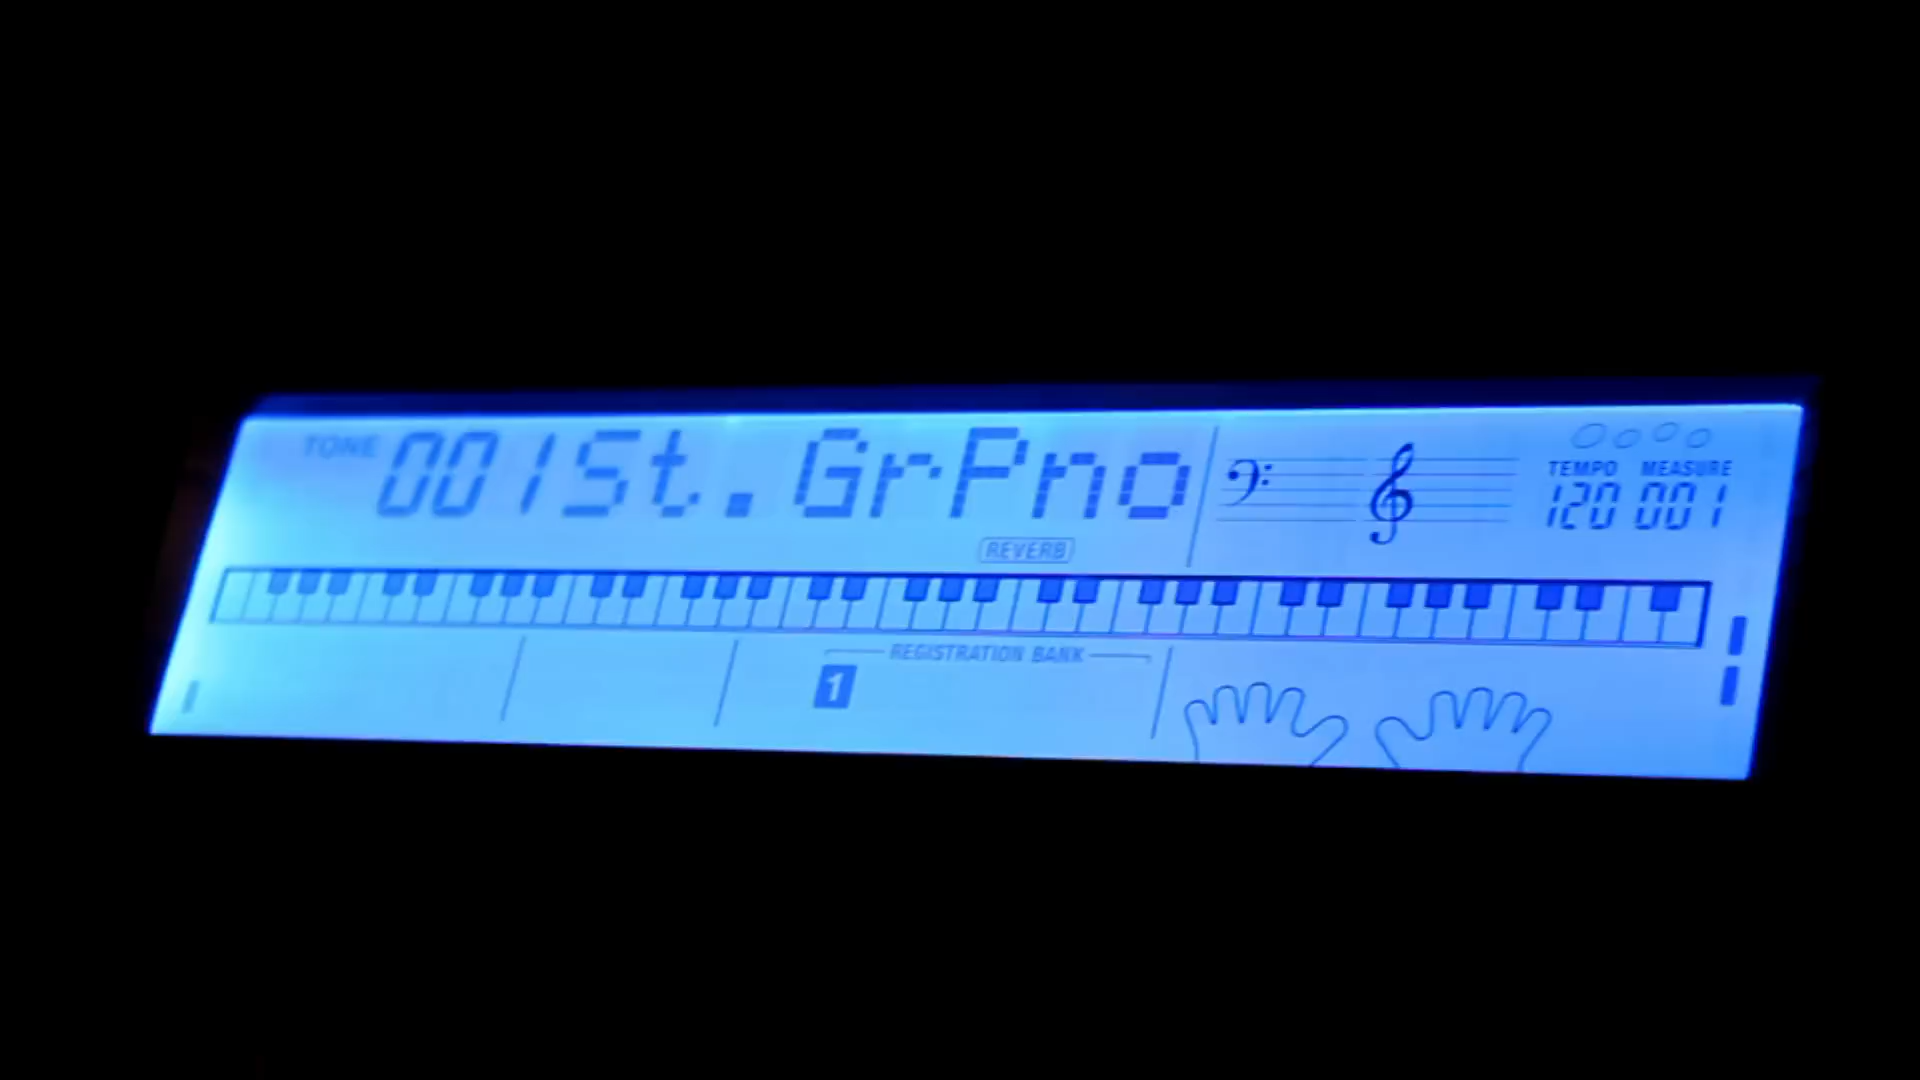 TONE 001St.GrPno
TEMPO MEASURE
120 001
REVERB
REGISTRATION BANK
1